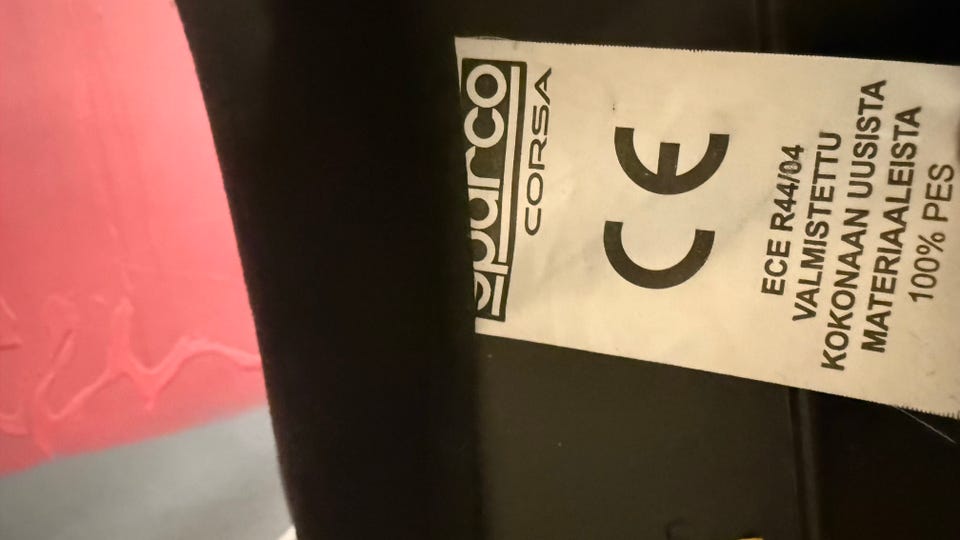 sparco
CORSA
CE
ECE R44/04
VALMISTETTU
KOKONAAN UUSISTA
MATERIAALEISTA
100% PES